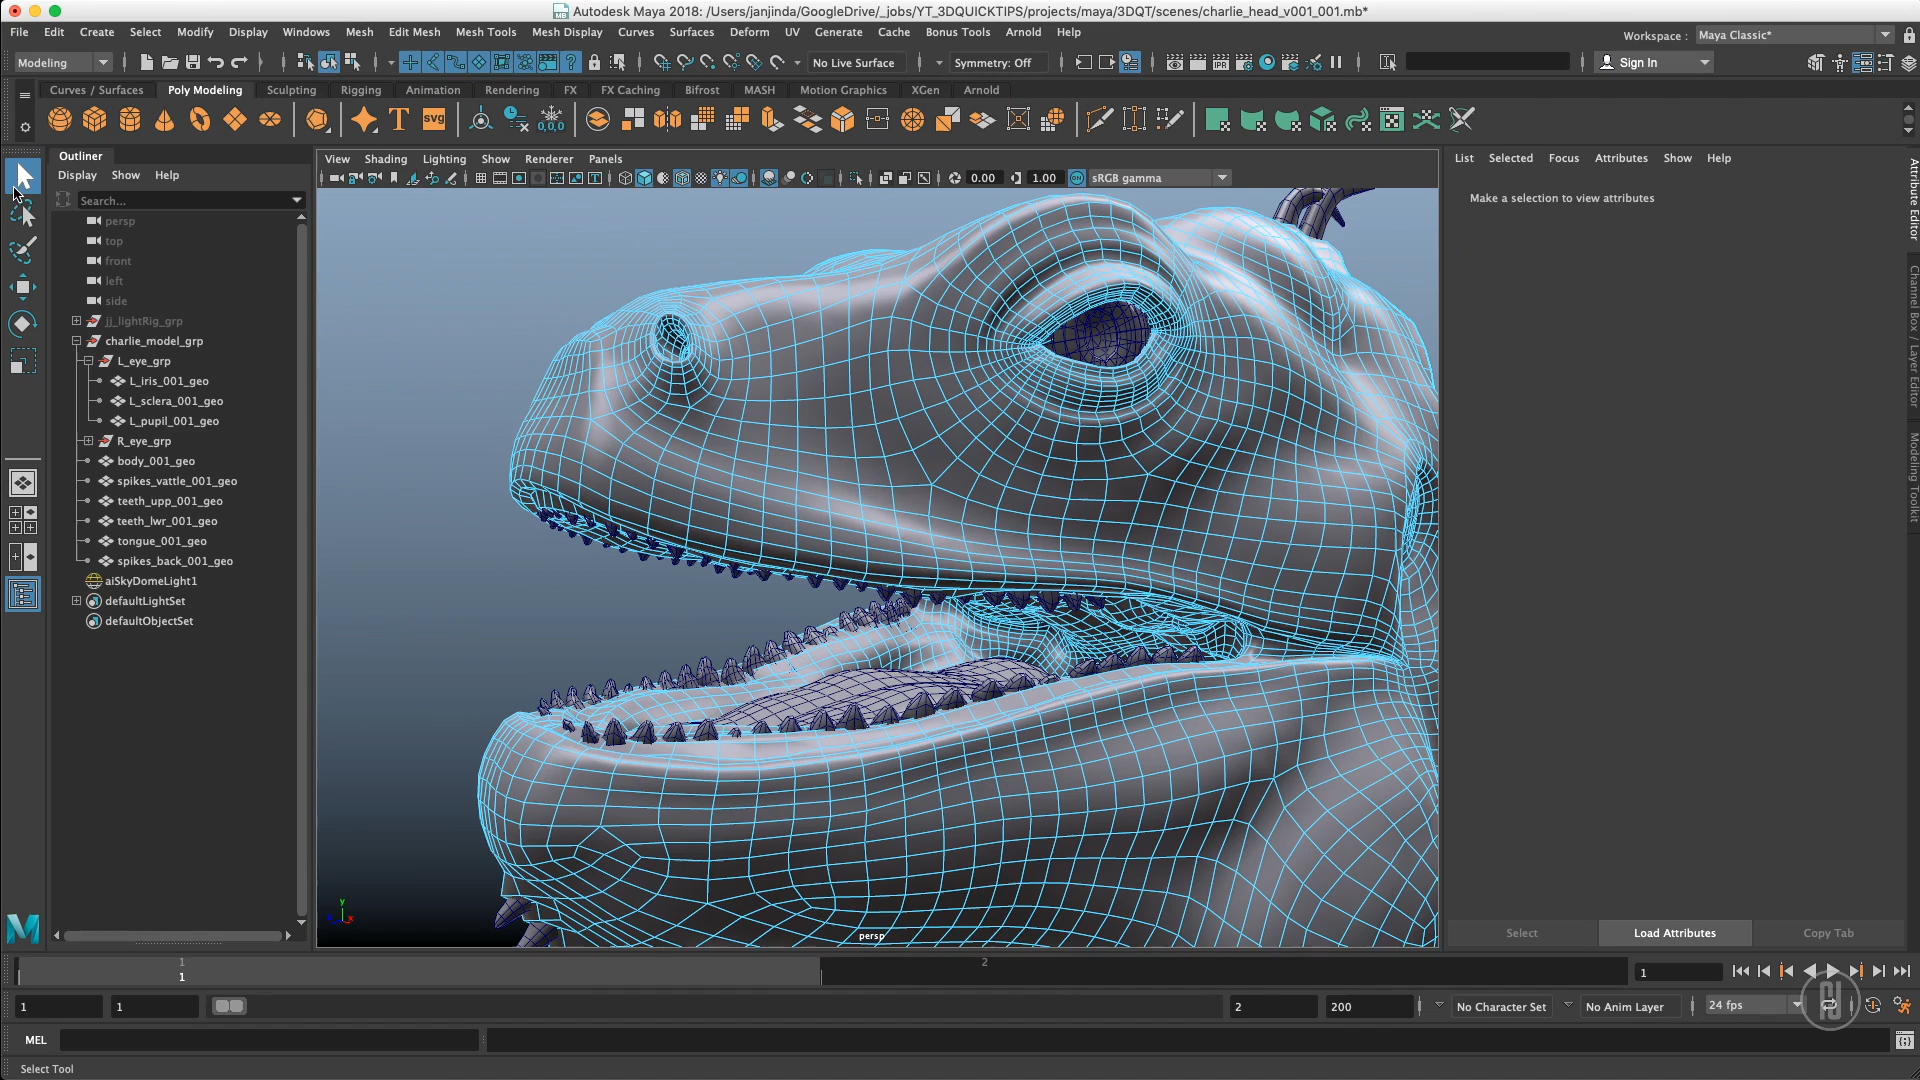 Autodesk Maya 2018: /Users/janjinda/GoogleDrive/_jobs/YT_3DQUICKTIPS/projects/maya/3DQT/scenes/charlie_head_v001_001.mb*
File Edit Create Select Modify Display Windows Mesh Edit Mesh Mesh Tools Mesh Display Curves Surfaces Deform UV Generate Cache Bonus Tools Arnold Help
Workspace : Maya Classic*
Modeling No Live Surface Symmetry: Off Sign In
Curves / Surfaces Poly Modeling Sculpting Rigging Animation Rendering FX FX Caching Bifrost MASH Motion Graphics XGen Arnold
SVG
0,0,0
Outliner
Display Show Help
Search...
persp
top
front
left
side
jj_lightRig_grp
charlie_model_grp
L_eye_grp
L_iris_001_geo
L_sclera_001_geo
L_pupil_001_geo
R_eye_grp
body_001_geo
spikes_vattle_001_geo
teeth_upp_001_geo
teeth_lwr_001_geo
tongue_001_geo
spikes_back_001_geo
aiSkyDomeLight1
defaultLightSet
defaultObjectSet
View Shading Lighting Show Renderer Panels
0.00 1.00 sRGB gamma
y
x
persp
List Selected Focus Attributes Show Help
Make a selection to view attributes
Select Load Attributes Copy Tab
Attribute Editor
Channel Box / Layer Editor
Modeling Toolkit
1 2
1
1
1 1 2 200 No Character Set No Anim Layer 24 fps
MEL
Select Tool